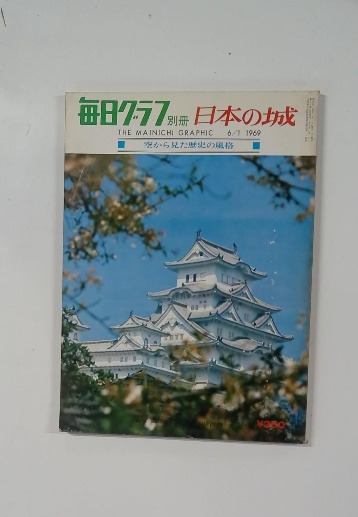 毎日グラフ 別冊 日本の城
THE MAINICHI GRAPHIC 6/1 1969
空から見た歴史の風格
¥350